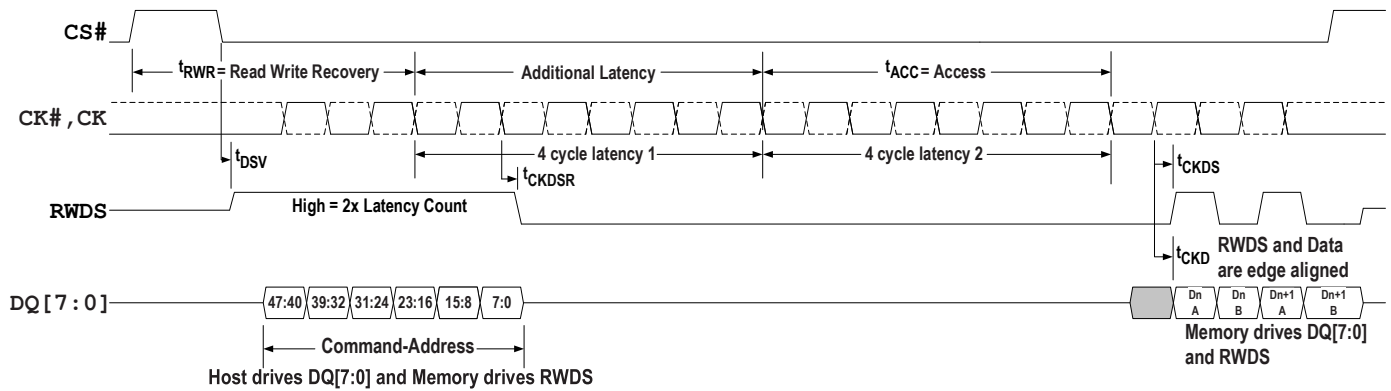 CS#
tRWR = Read Write Recovery
Additional Latency
tACC = Access
CK#, CK
tDSV
4 cycle latency 1
4 cycle latency 2
tCKDSR
tCKDS
RWDS
High = 2x Latency Count
tCKD
RWDS and Data
are edge aligned
DQ[7:0]
47:40 39:32 31:24 23:16 15:8 7:0
Dn Dn Dn+1 Dn+1
A B A B
Command-Address
Memory drives DQ[7:0]
and RWDS
Host drives DQ[7:0] and Memory drives RWDS